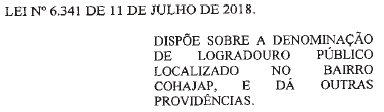 LEI Nº 6.341 DE 11 DE JULHO DE 2018.
DISPÕE SOBRE A DENOMINAÇÃO
DE LOGRADOURO PÚBLICO
LOCALIZADO NO BAIRRO
COHAJAP, E DÁ OUTRAS
PROVIDÊNCIAS.